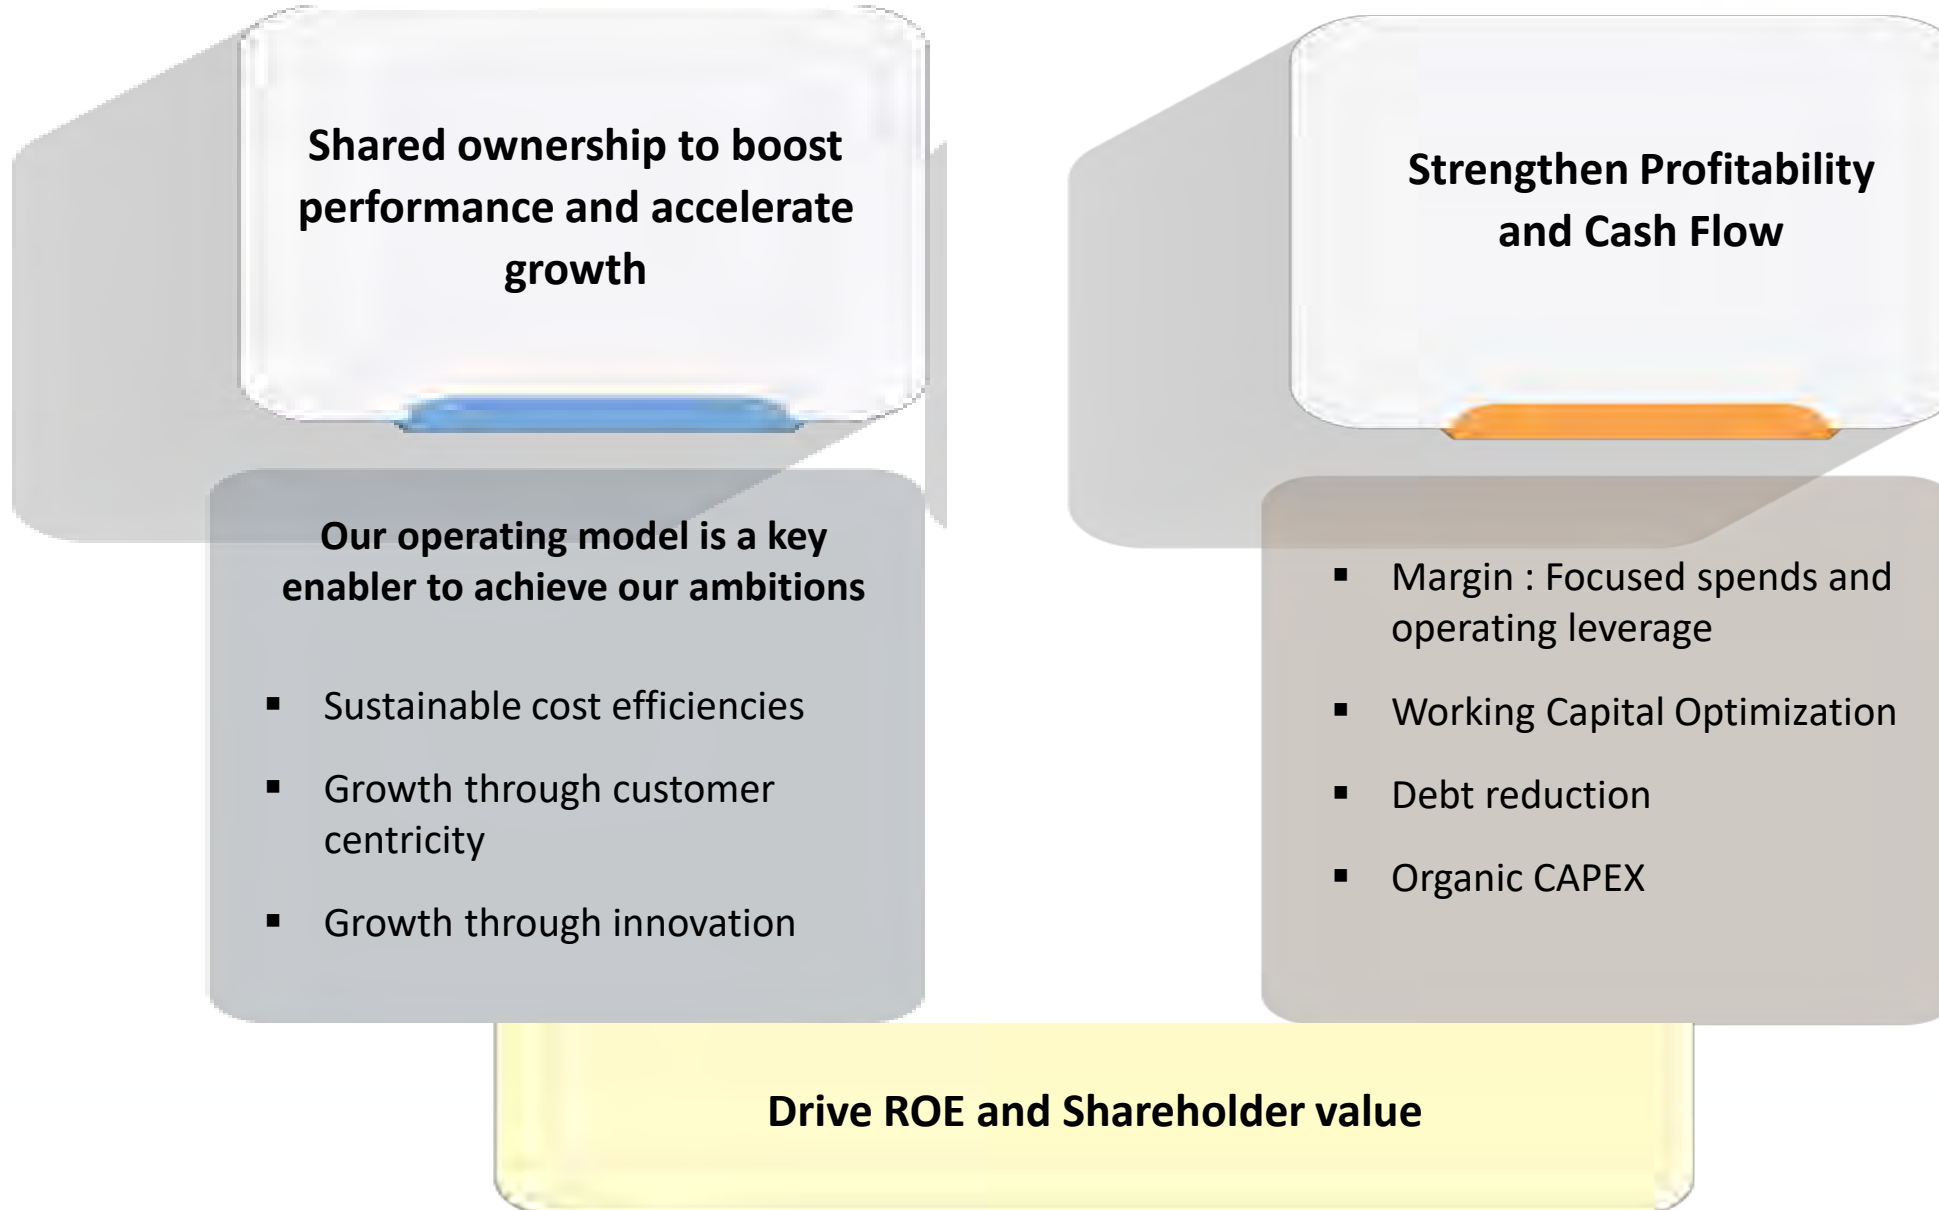 Shared ownership to boost
performance and accelerate
growth
Our operating model is a key
enabler to achieve our ambitions
▪ Sustainable cost efficiencies
▪ Growth through customer
centricity
▪ Growth through innovation
Strengthen Profitability
and Cash Flow
▪ Margin : Focused spends and
operating leverage
▪ Working Capital Optimization
▪ Debt reduction
▪ Organic CAPEX
Drive ROE and Shareholder value